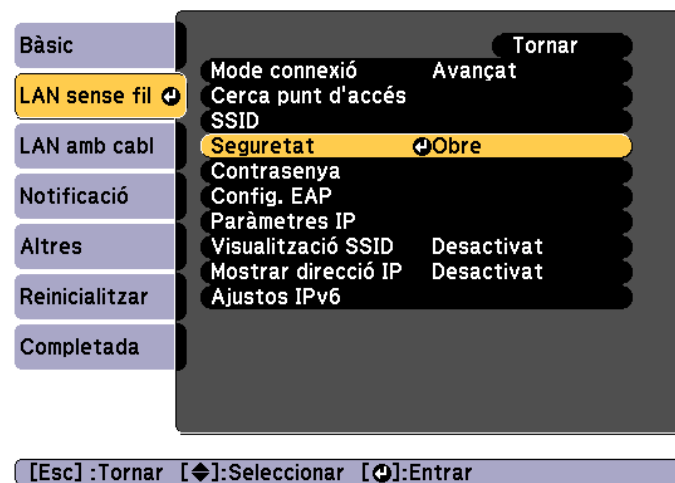 Bàsic
LAN sense fil
LAN amb cabl
Notificació
Altres
Reinicialitzar
Completada
Tornar
Mode connexió Avançat
Cerca punt d'accés
SSID
Seguretat Obre
Contrasenya
Config. EAP
Paràmetres IP
Visualització SSID Desactivat
Mostrar direcció IP Desactivat
Ajustos IPv6
[Esc] :Tornar [◆]:Seleccionar [↵]:Entrar